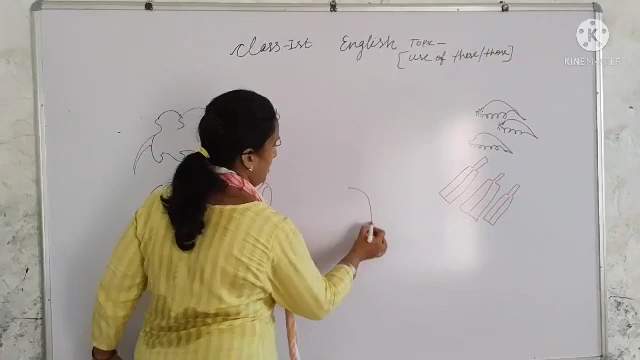 Class-Ist English Topic-
[use of these/those]
KINEMASTER